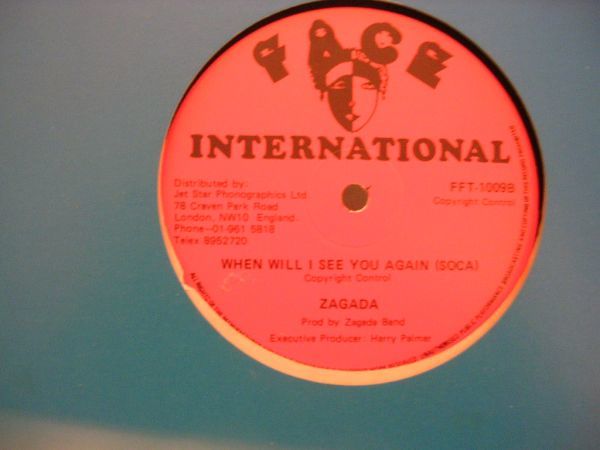 FACE
INTERNATIONAL
Distributed by:
Jet Star Phonographics Ltd.
78 Craven Park Road
London, NW10 England.
Phone--01-961 5818
Telex 8952720
FFT-1009B
Copyright Control
WHEN WILL I SEE YOU AGAIN (SOCA)
Copyright Control
ZAGADA
Prod by Zagada Band
Executive Producer: Harry Palmer